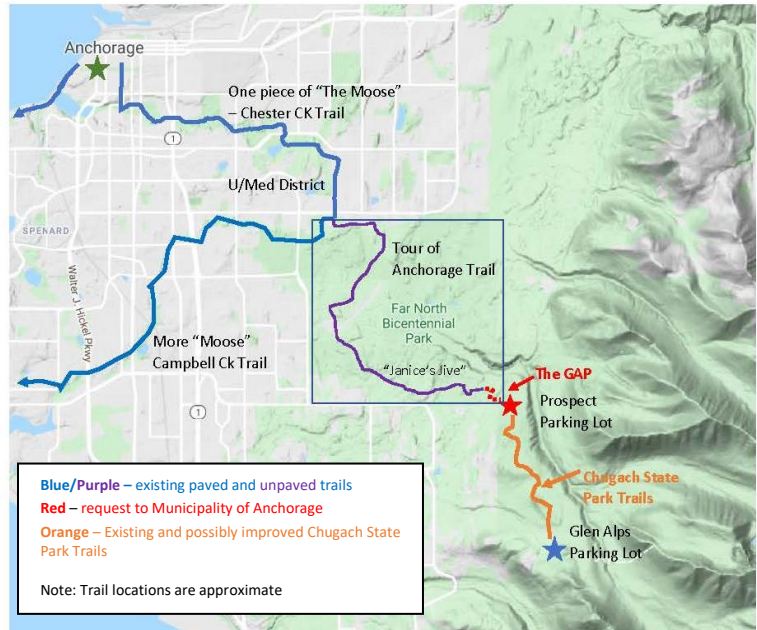 Anchorage
One piece of “The Moose”
– Chester CK Trail
1
U/Med District
SPENARD
Tour of
Anchorage Trail
Walter J. Hickel Pkwy
Far North
Bicentennial
Park
More “Moose”
Campbell Ck Trail
“Janice’s Jive”
The GAP
Prospect
Parking Lot
1
Chugach State
Park Trails
Glen Alps
Parking Lot
Blue/Purple – existing paved and unpaved trails
Red – request to Municipality of Anchorage
Orange – Existing and possibly improved Chugach State
Park Trails
Note: Trail locations are approximate